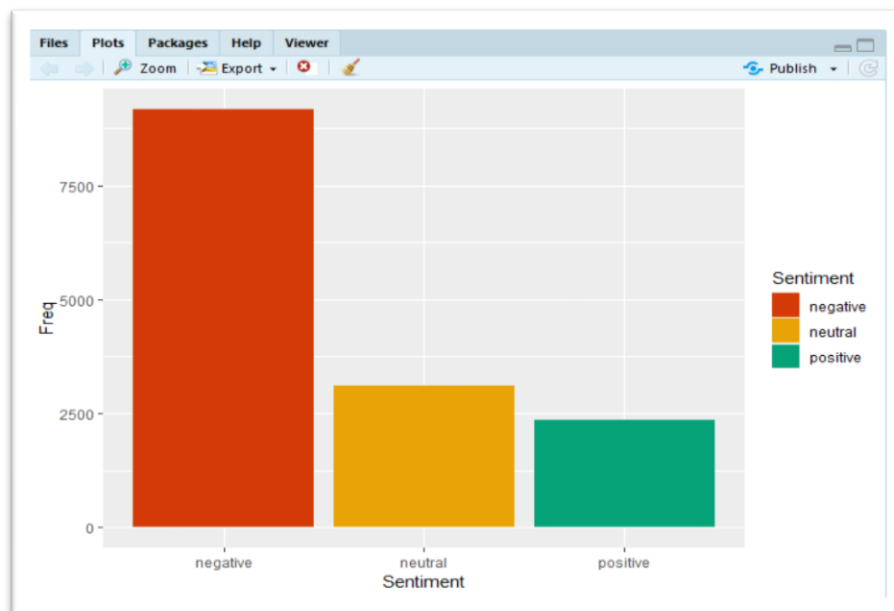 Files Plots Packages Help Viewer
Zoom Export Publish
7500
5000
2500
0
Freq
negative neutral positive
Sentiment
Sentiment
negative
neutral
positive